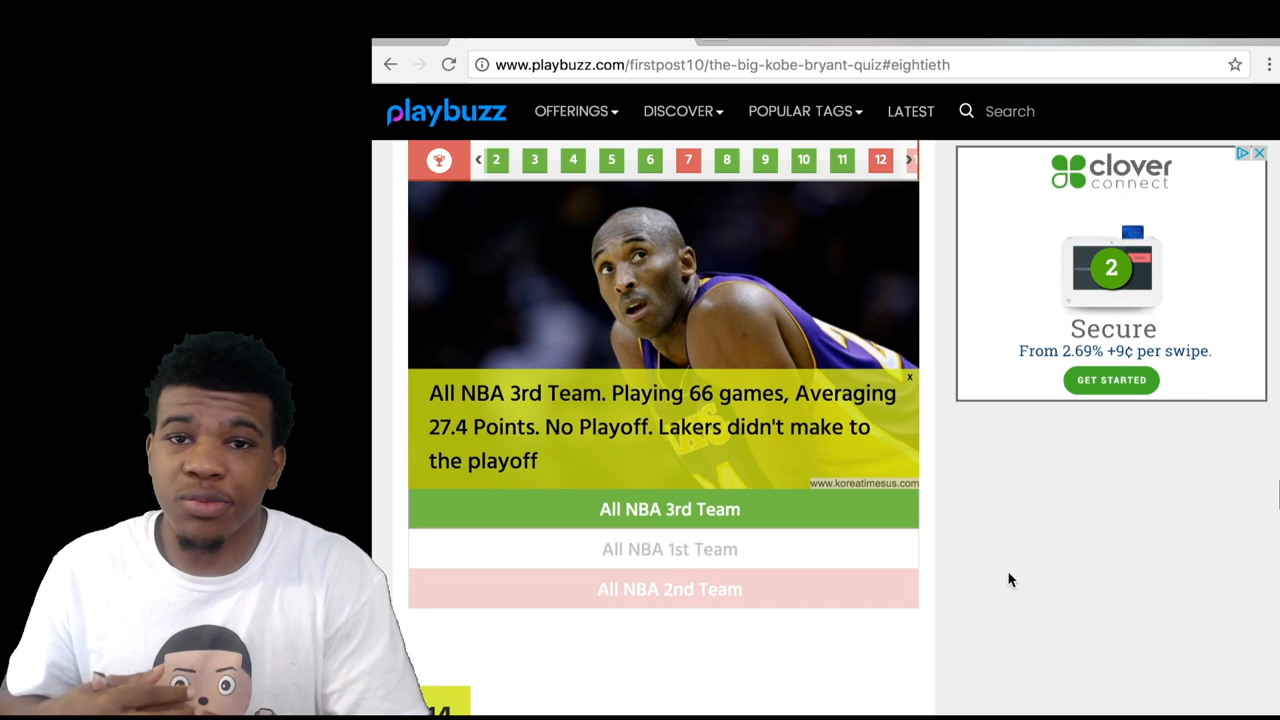 www.playbuzz.com/firstpost10/the-big-kobe-bryant-quiz#eightieth
playbuzz OFFERINGS DISCOVER POPULAR TAGS LATEST Search
2 3 4 5 6 7 8 9 10 11 12
clover
connect
2
Secure
From 2.69% +9¢ per swipe.
GET STARTED
x
All NBA 3rd Team. Playing 66 games, Averaging
27.4 Points. No Playoff. Lakers didn't make to
the playoff
www.koreatimesus.com
All NBA 3rd Team
All NBA 1st Team
All NBA 2nd Team
14